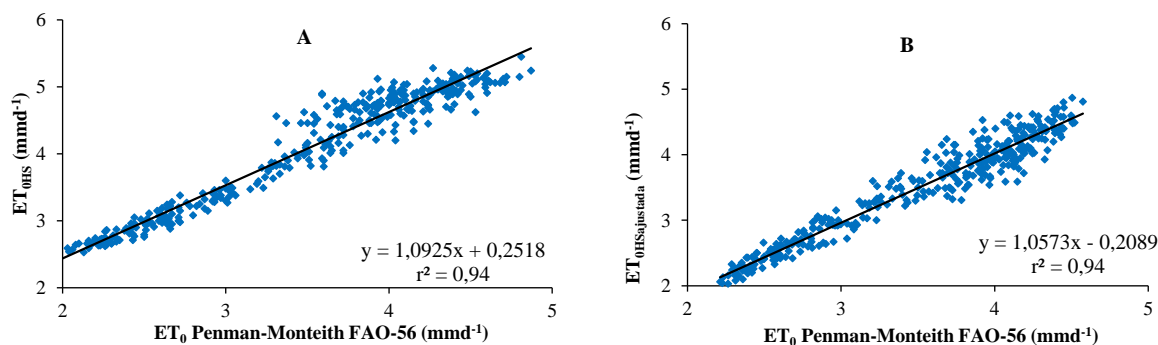 A
6
5
4
3
2
ET₀HS (mmd⁻¹)
y = 1,0925x + 0,2518
r² = 0,94
2 3 4 5
ET₀ Penman-Monteith FAO-56 (mmd⁻¹)
B
6
5
4
3
2
ET₀HSajustada (mmd⁻¹)
y = 1,0573x - 0,2089
r² = 0,94
2 3 4 5
ET₀ Penman-Monteith FAO-56 (mmd⁻¹)